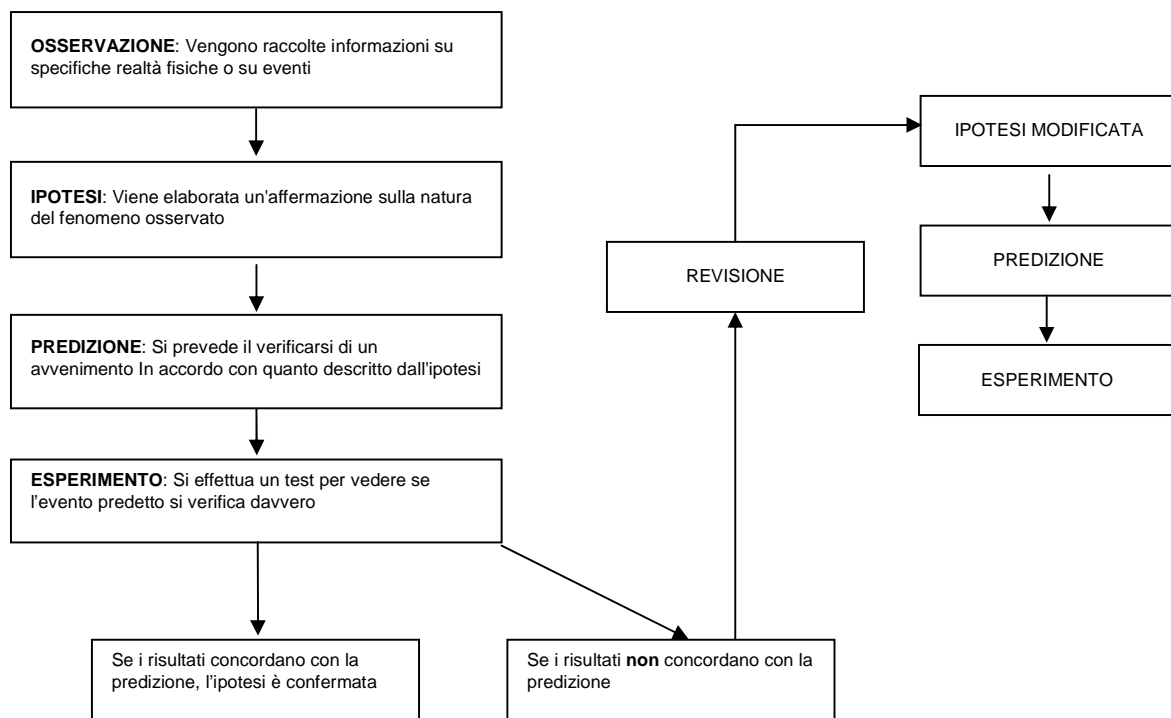 OSSERVAZIONE: Vengono raccolte informazioni su
specifiche realtà fisiche o su eventi
IPOTESI: Viene elaborata un'affermazione sulla natura
del fenomeno osservato
PREDIZIONE: Si prevede il verificarsi di un
avvenimento In accordo con quanto descritto dall'ipotesi
ESPERIMENTO: Si effettua un test per vedere se
l'evento predetto si verifica davvero
Se i risultati concordano con la
predizione, l'ipotesi è confermata
Se i risultati non concordano con la
predizione
REVISIONE
IPOTESI MODIFICATA
PREDIZIONE
ESPERIMENTO